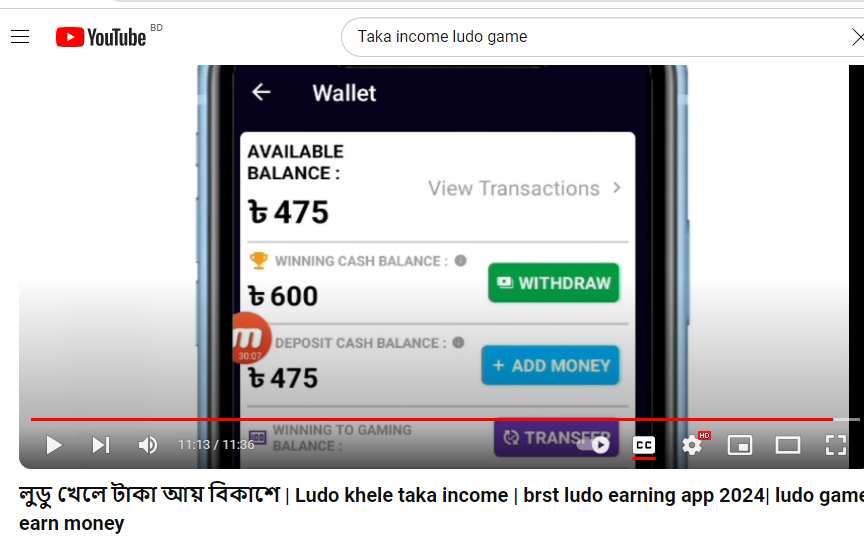 YouTube BD
Taka income ludo game
Wallet
AVAILABLE
BALANCE :
View Transactions
৳ 475
WINNING CASH BALANCE :
৳ 600
WITHDRAW
30:07
DEPOSIT CASH BALANCE :
৳ 475
+ ADD MONEY
WINNING TO GAMING
BALANCE :
TRANSFER
11:13 / 11:36
CC
HD
লুডু খেলে টাকা আয় বিকাশে | Ludo khele taka income | brst ludo earning app 2024| ludo game
earn money